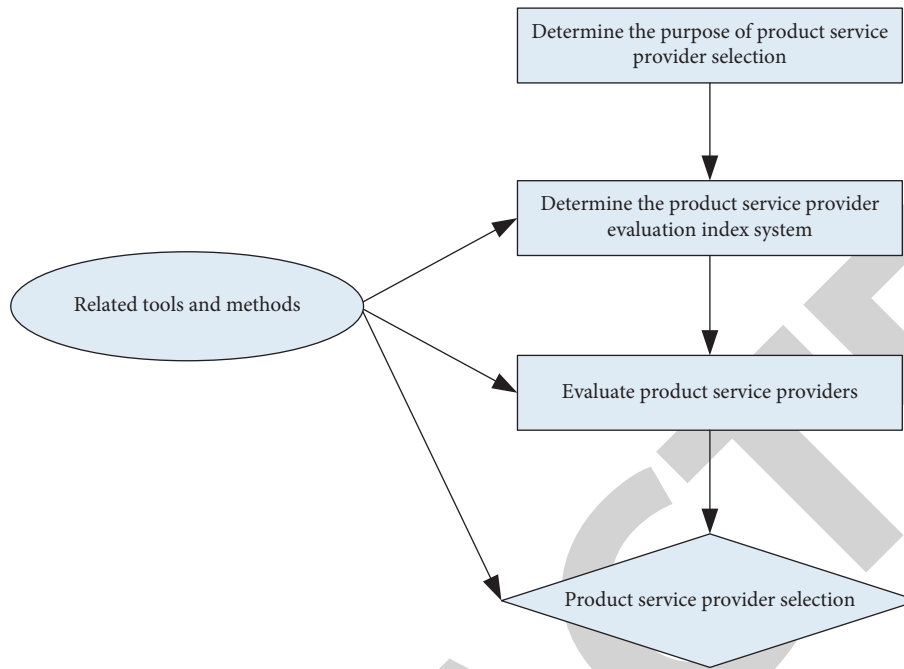 Determine the purpose of product service
provider selection
Determine the product service provider
evaluation index system
Related tools and methods
Evaluate product service providers
Product service provider selection